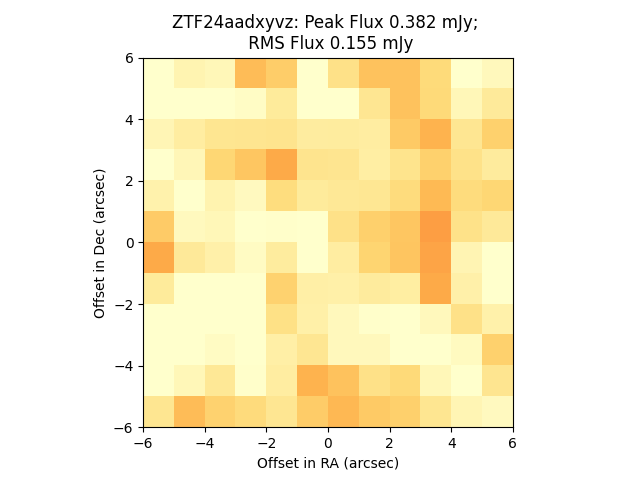 ZTF24aadxyvz: Peak Flux 0.382 mJy;
RMS Flux 0.155 mJy
6
4
2
0
−2
−4
−6
Offset in Dec (arcsec)
−6 −4 −2 0 2 4 6
Offset in RA (arcsec)